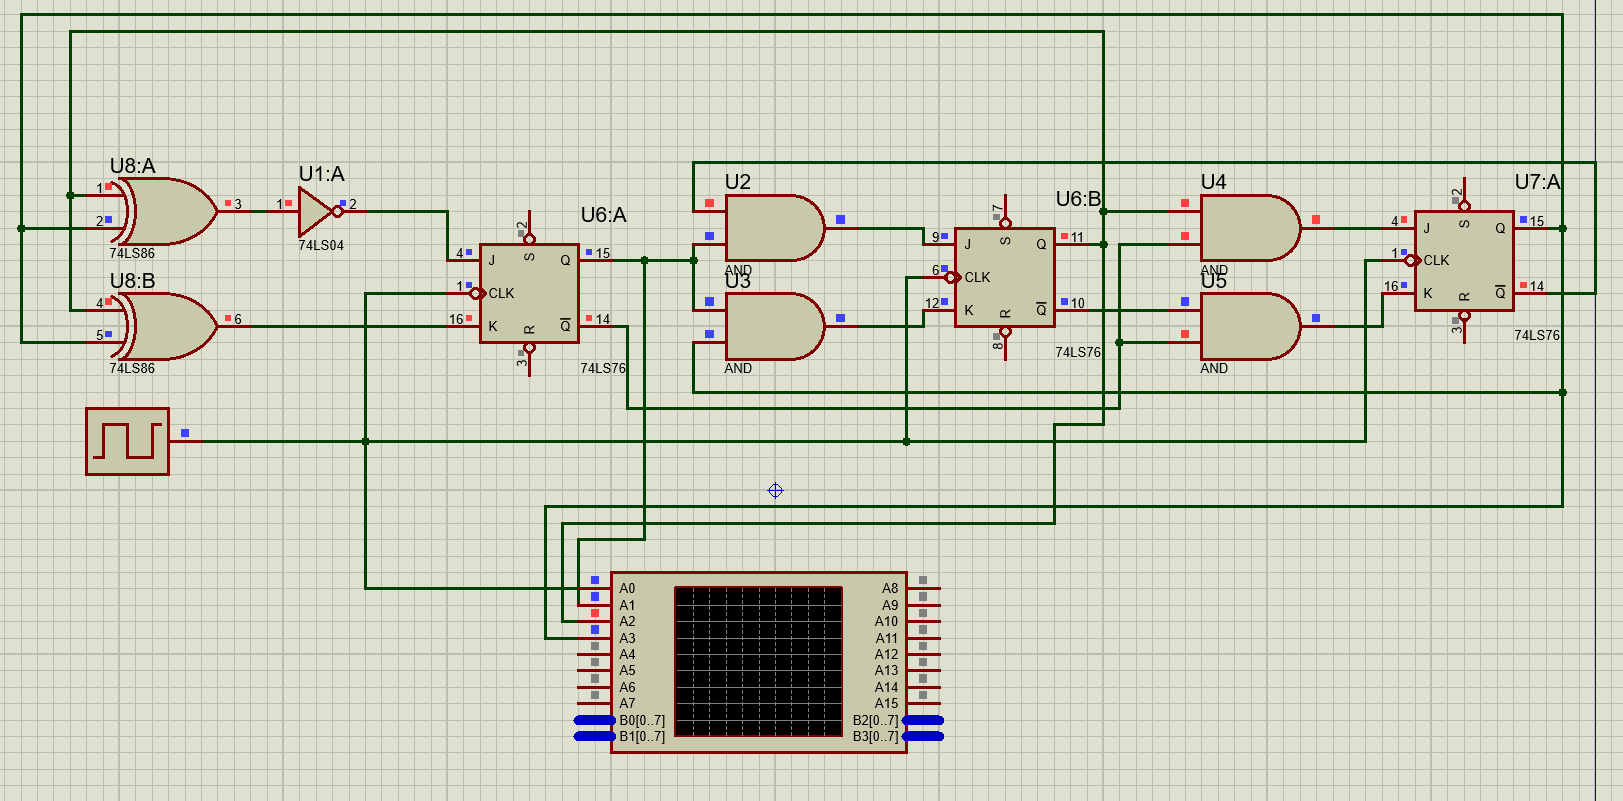 U8:A
1
2
3
74LS86
U1:A
1
2
74LS04
U8:B
4
5
6
74LS86
U6:A
4
J
1
CLK
16
K
S
2
R
3
Q
15
Q
14
74LS76
U2
AND
U3
AND
U6:B
9
J
6
CLK
12
K
S
7
R
8
Q
11
Q
10
74LS76
U4
AND
U5
AND
U7:A
4
J
1
CLK
16
K
S
2
R
3
Q
15
Q
14
74LS76
A0
A1
A2
A3
A4
A5
A6
A7
B0[0..7]
B1[0..7]
A8
A9
A10
A11
A12
A13
A14
A15
B2[0..7]
B3[0..7]